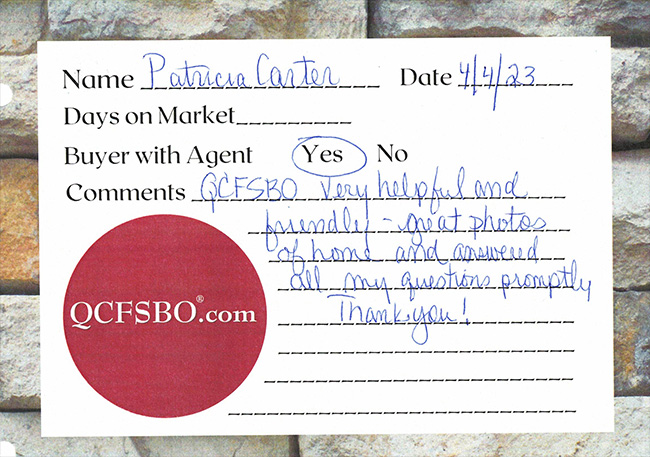 Name Patricia Carter Date 4/4/23
Days on Market
Buyer with Agent Yes No
Comments QCFSBO very helpful and
friendly - great photos
of home and answered
all my questions promptly
Thank you!
QCFSBO®.com